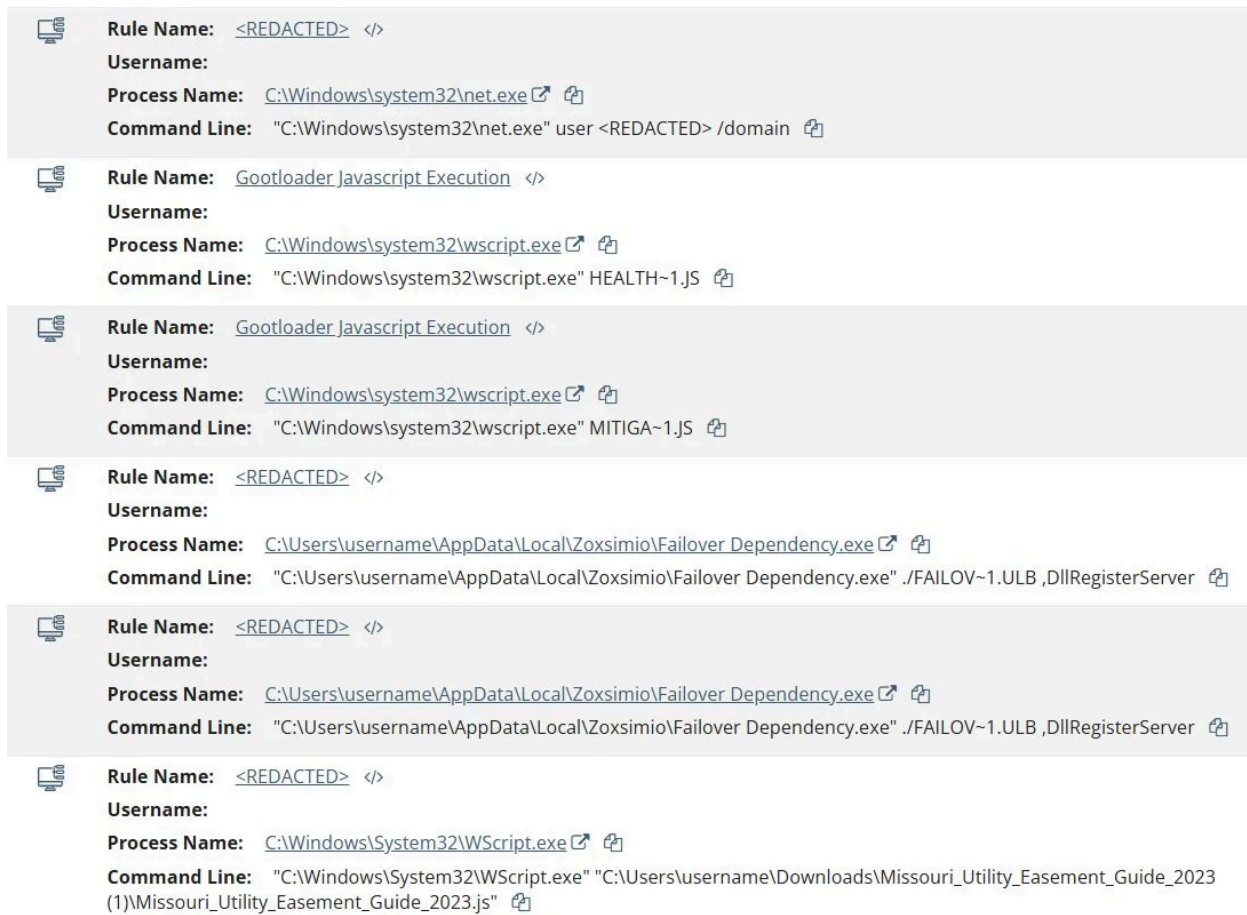 Rule Name: <REDACTED> </>
Username:
Process Name: C:\Windows\system32\net.exe
Command Line: "C:\Windows\system32\net.exe" user <REDACTED> /domain
Rule Name: Gootloader Javascript Execution </>
Username:
Process Name: C:\Windows\system32\wscript.exe
Command Line: "C:\Windows\system32\wscript.exe" HEALTH~1.JS
Rule Name: Gootloader Javascript Execution </>
Username:
Process Name: C:\Windows\system32\wscript.exe
Command Line: "C:\Windows\system32\wscript.exe" MITIGA~1.JS
Rule Name: <REDACTED> </>
Username:
Process Name: C:\Users\username\AppData\Local\Zoxsimio\Failover Dependency.exe
Command Line: "C:\Users\username\AppData\Local\Zoxsimio\Failover Dependency.exe" ./FAILOV~1.ULB ,DllRegisterServer
Rule Name: <REDACTED> </>
Username:
Process Name: C:\Users\username\AppData\Local\Zoxsimio\Failover Dependency.exe
Command Line: "C:\Users\username\AppData\Local\Zoxsimio\Failover Dependency.exe" ./FAILOV~1.ULB ,DllRegisterServer
Rule Name: <REDACTED> </>
Username:
Process Name: C:\Windows\System32\WScript.exe
Command Line: "C:\Windows\System32\WScript.exe" "C:\Users\username\Downloads\Missouri_Utility_Easement_Guide_2023
(1)\Missouri_Utility_Easement_Guide_2023.js"